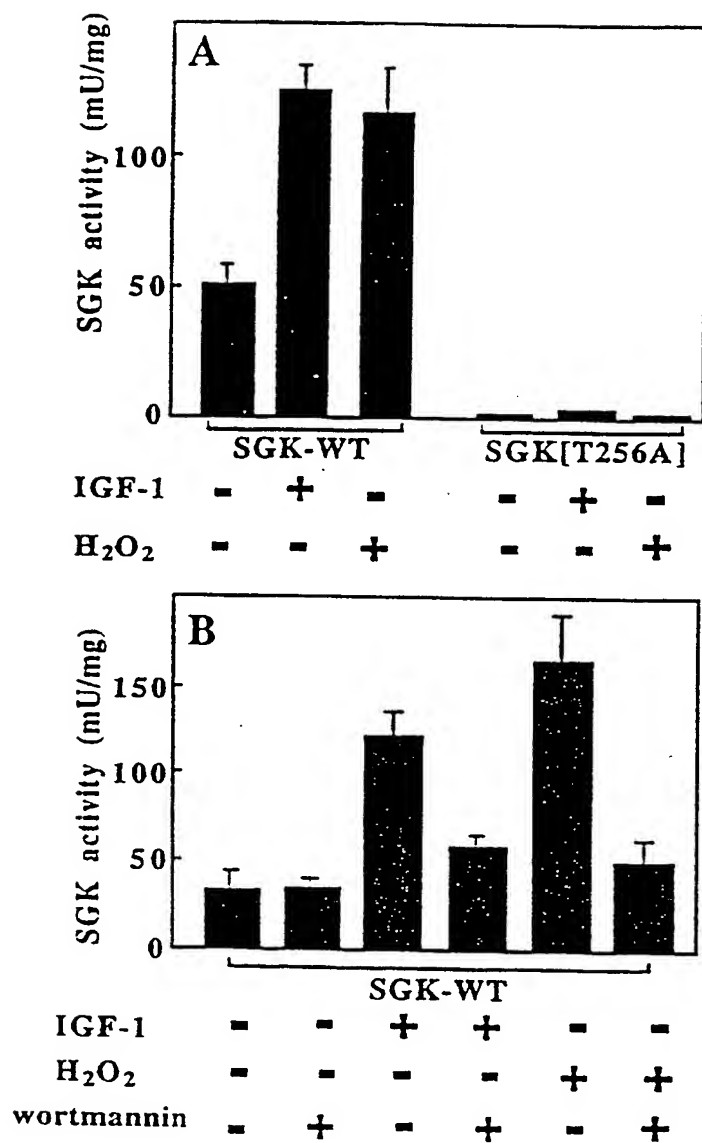 A
SGK activity (mU/mg)
100
50
0
SGK-WT SGK[T256A]
IGF-1 - + - - + -
H₂O₂ - - + - - +
B
SGK activity (mU/mg)
150
100
50
0
SGK-WT
IGF-1 - - + + - -
H₂O₂ - - - - + +
wortmannin - + - + - +